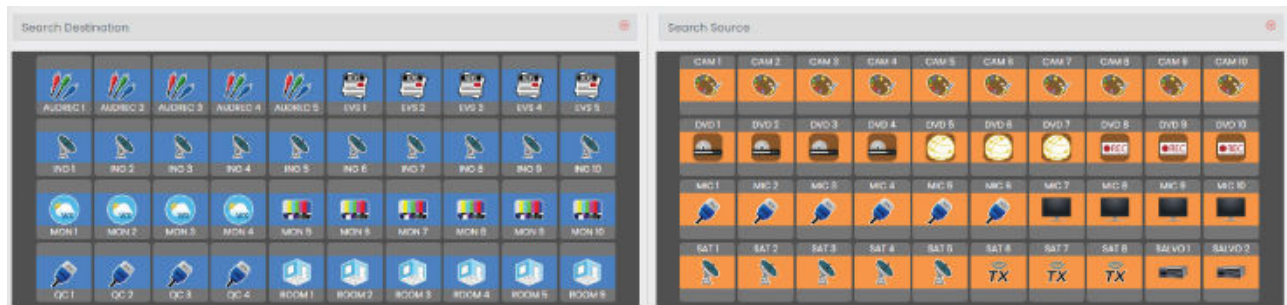 Search Destination
AUDREC 1 AUDREC 2 AUDREC 3 AUDREC 4 AUDREC 5 EVS 1 EVS 2 EVS 3 EVS 4 EVS 5
ING 1 ING 2 ING 3 ING 4 ING 5 ING 6 ING 7 ING 8 ING 9 ING 10
MON 1 MON 2 MON 3 MON 4 MON 5 MON 6 MON 7 MON 8 MON 9 MON 10
QC 1 QC 2 QC 3 QC 4 ROOM 1 ROOM 2 ROOM 3 ROOM 4 ROOM 5 ROOM 6
Search Source
CAM 1 CAM 2 CAM 3 CAM 4 CAM 5 CAM 6 CAM 7 CAM 8 CAM 9 CAM 10
DVD 1 DVD 2 DVD 3 DVD 4 DVD 5 DVD 6 DVD 7 DVD 8 DVD 9 DVD 10
REC REC REC
MIC 1 MIC 2 MIC 3 MIC 4 MIC 5 MIC 6 MIC 7 MIC 8 MIC 9 MIC 10
SAT 1 SAT 2 SAT 3 SAT 4 SAT 5 SAT 6 SAT 7 SAT 8 SALVO 1 SALVO 2
TX TX TX